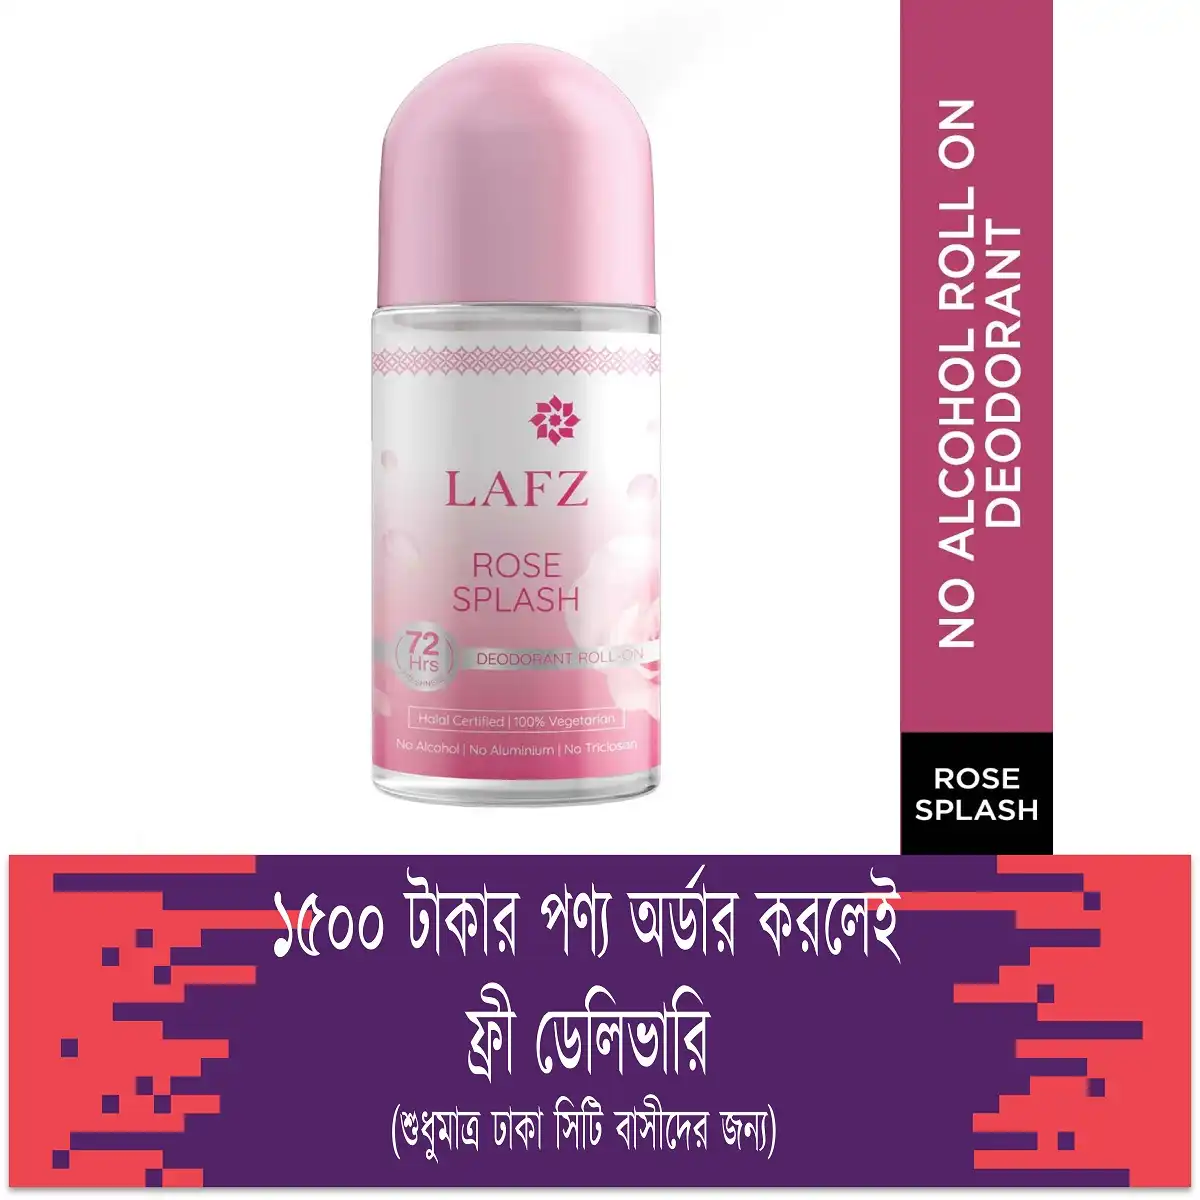 LAFZ
ROSE
SPLASH
72
Hrs
DEODORANT ROLL-ON
Halal Certified | 100% Vegetarian
No Alcohol | No Aluminium | No Triclosan
NO ALCOHOL ROLL ON
DEODORANT
ROSE
SPLASH
১৫০০ টাকার পণ্য অর্ডার করলেই
ফ্রী ডেলিভারি
(শুধুমাত্র ঢাকা সিটি বাসীদের জন্য)